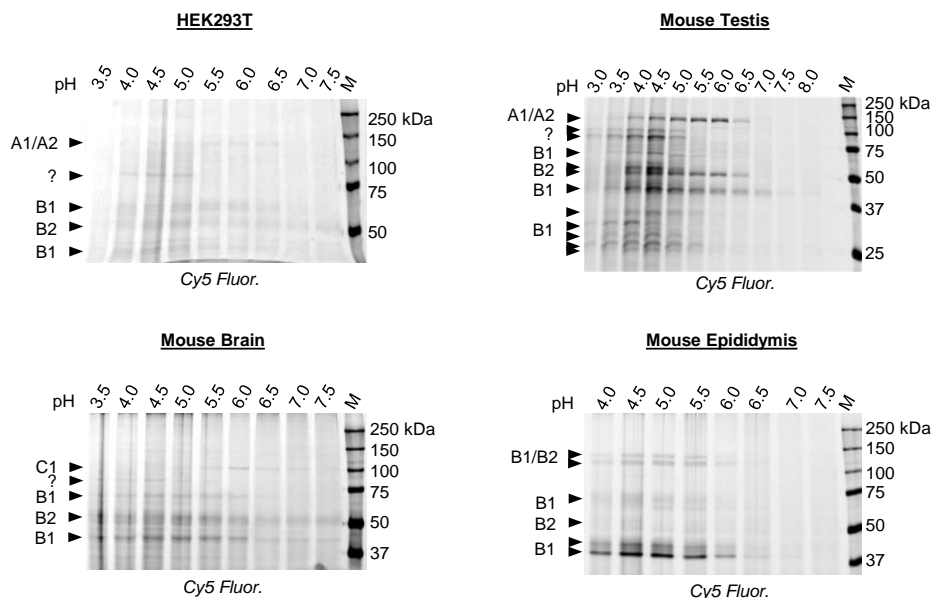 HEK293T
pH 3.5 4.0 4.5 5.0 5.5 6.0 6.5 7.0 7.5 M
250 kDa
A1/A2 150
? 100
75
B1
B2 50
B1
Cy5 Fluor.
Mouse Testis
pH 3.0 3.5 4.0 4.5 5.0 5.5 6.0 6.5 7.0 7.5 8.0 M
A1/A2 250 kDa
150
? 100
B1 75
B2 50
B1
37
B1
25
Cy5 Fluor.
Mouse Brain
pH 3.5 4.0 4.5 5.0 5.5 6.0 6.5 7.0 7.5 M
250 kDa
150
C1 100
?
B1 75
B2 50
B1
37
Cy5 Fluor.
Mouse Epididymis
pH 4.0 4.5 5.0 5.5 6.0 6.5 7.0 7.5 M
250 kDa
B1/B2 150
100
B1 75
B2 50
B1 37
Cy5 Fluor.